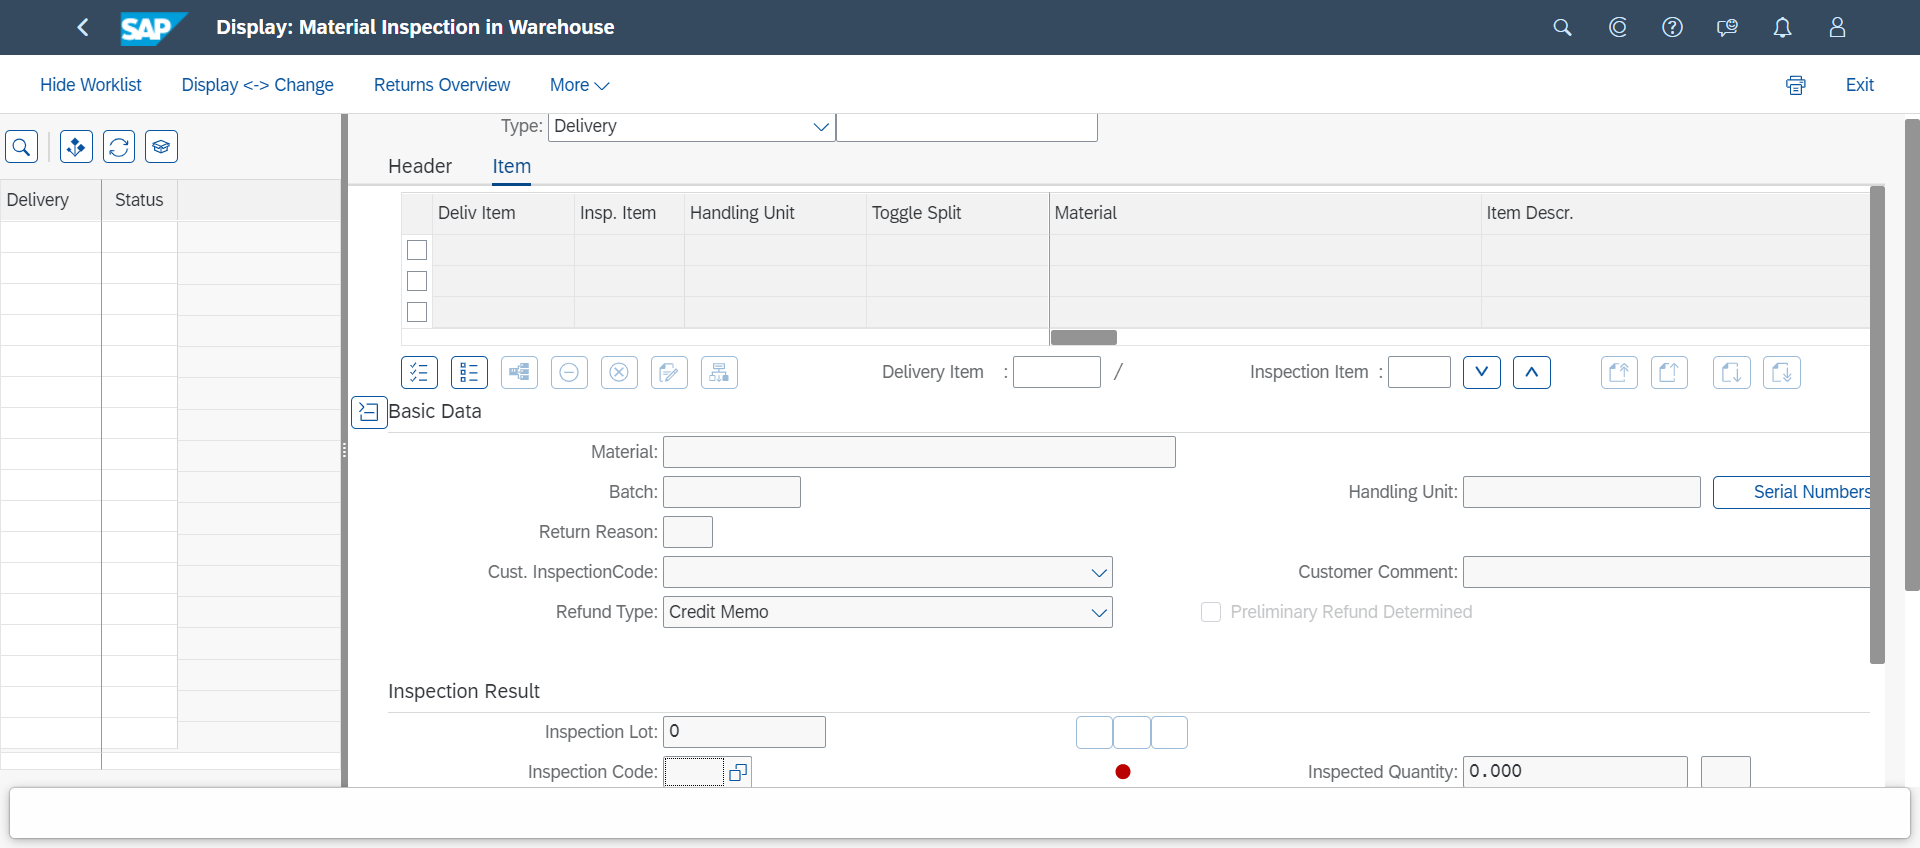 SAP Display: Material Inspection in Warehouse
Hide Worklist Display <-> Change Returns Overview More Exit
Type: Delivery
Header Item
Delivery Status
Deliv Item Insp. Item Handling Unit Toggle Split Material Item Descr.
Delivery Item : / Inspection Item :
Basic Data
Material:
Batch: Handling Unit: Serial Numbers
Return Reason:
Cust. InspectionCode: Customer Comment:
Refund Type: Credit Memo Preliminary Refund Determined
Inspection Result
Inspection Lot: 0
Inspection Code: Inspected Quantity: 0.000